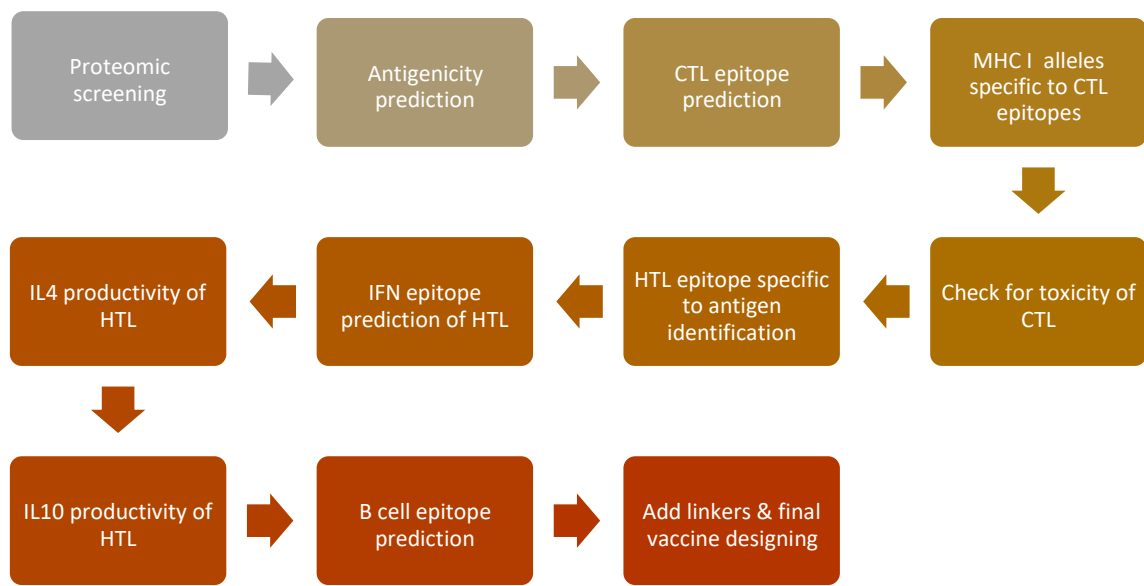 Proteomic
screening
Antigenicity
prediction
CTL epitope
prediction
MHC I alleles
specific to CTL
epitopes
Check for toxicity of
CTL
HTL epitope specific
to antigen
identification
IFN epitope
prediction of HTL
IL4 productivity of
HTL
IL10 productivity of
HTL
B cell epitope
prediction
Add linkers & final
vaccine designing